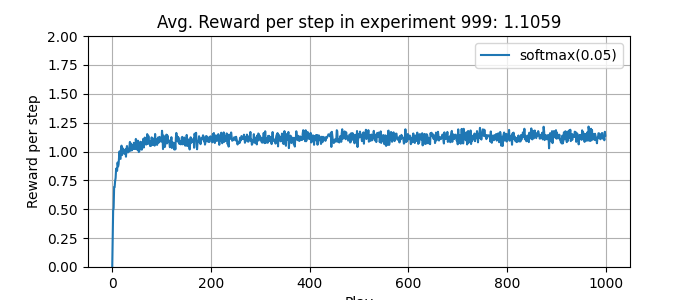 Avg. Reward per step in experiment 999: 1.1059
2.00
1.75
1.50
1.25
1.00
0.75
0.50
0.25
0.00
Reward per step
softmax(0.05)
0 200 400 600 800 1000
Play